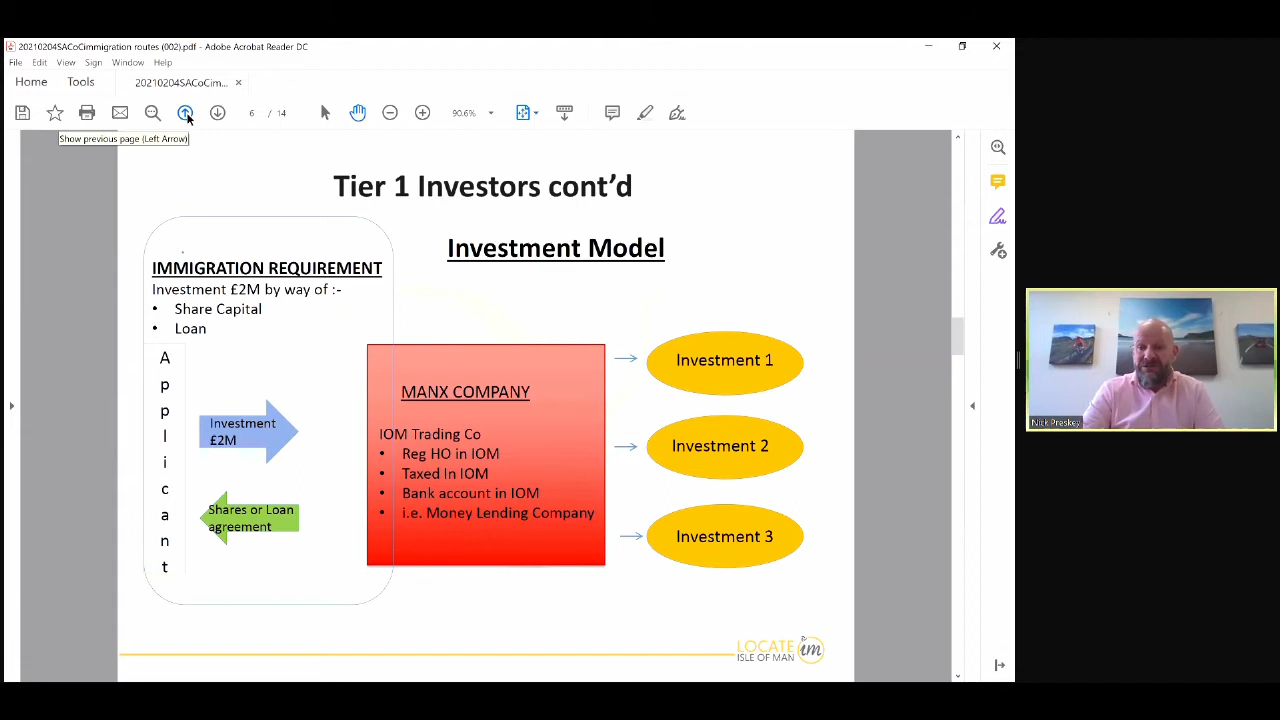 20210204SACoCimmigration routes (002).pdf - Adobe Acrobat Reader DC
File Edit View Sign Window Help
Home Tools 20210204SACoCim... ×
6 / 14 90.6%
Show previous page (Left Arrow)
Tier 1 Investors cont’d
Investment Model
IMMIGRATION REQUIREMENT
Investment £2M by way of :-
• Share Capital
• Loan
A
p
p
l
i
c
a
n
t
Investment
£2M
Shares or Loan
agreement
MANX COMPANY
IOM Trading Co
• Reg HO in IOM
• Taxed In IOM
• Bank account in IOM
• i.e. Money Lending Company
Investment 1
Investment 2
Investment 3
LOCATE
ISLE OF MAN
im
Nick Preskey